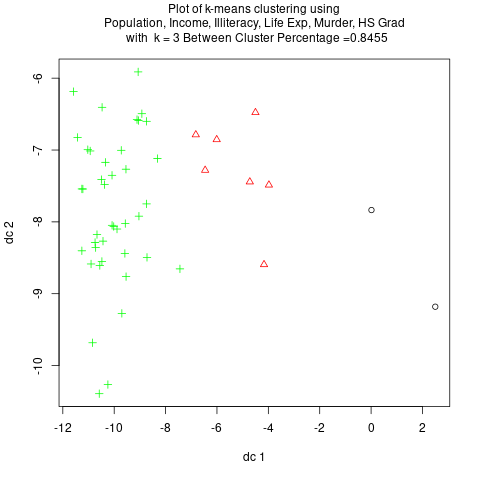 Plot of k-means clustering using
Population, Income, Illiteracy, Life Exp, Murder, HS Grad
with k = 3 Between Cluster Percentage =0.8455
-6
-7
-8
-9
-10
dc 2
-12 -10 -8 -6 -4 -2 0 2
dc 1